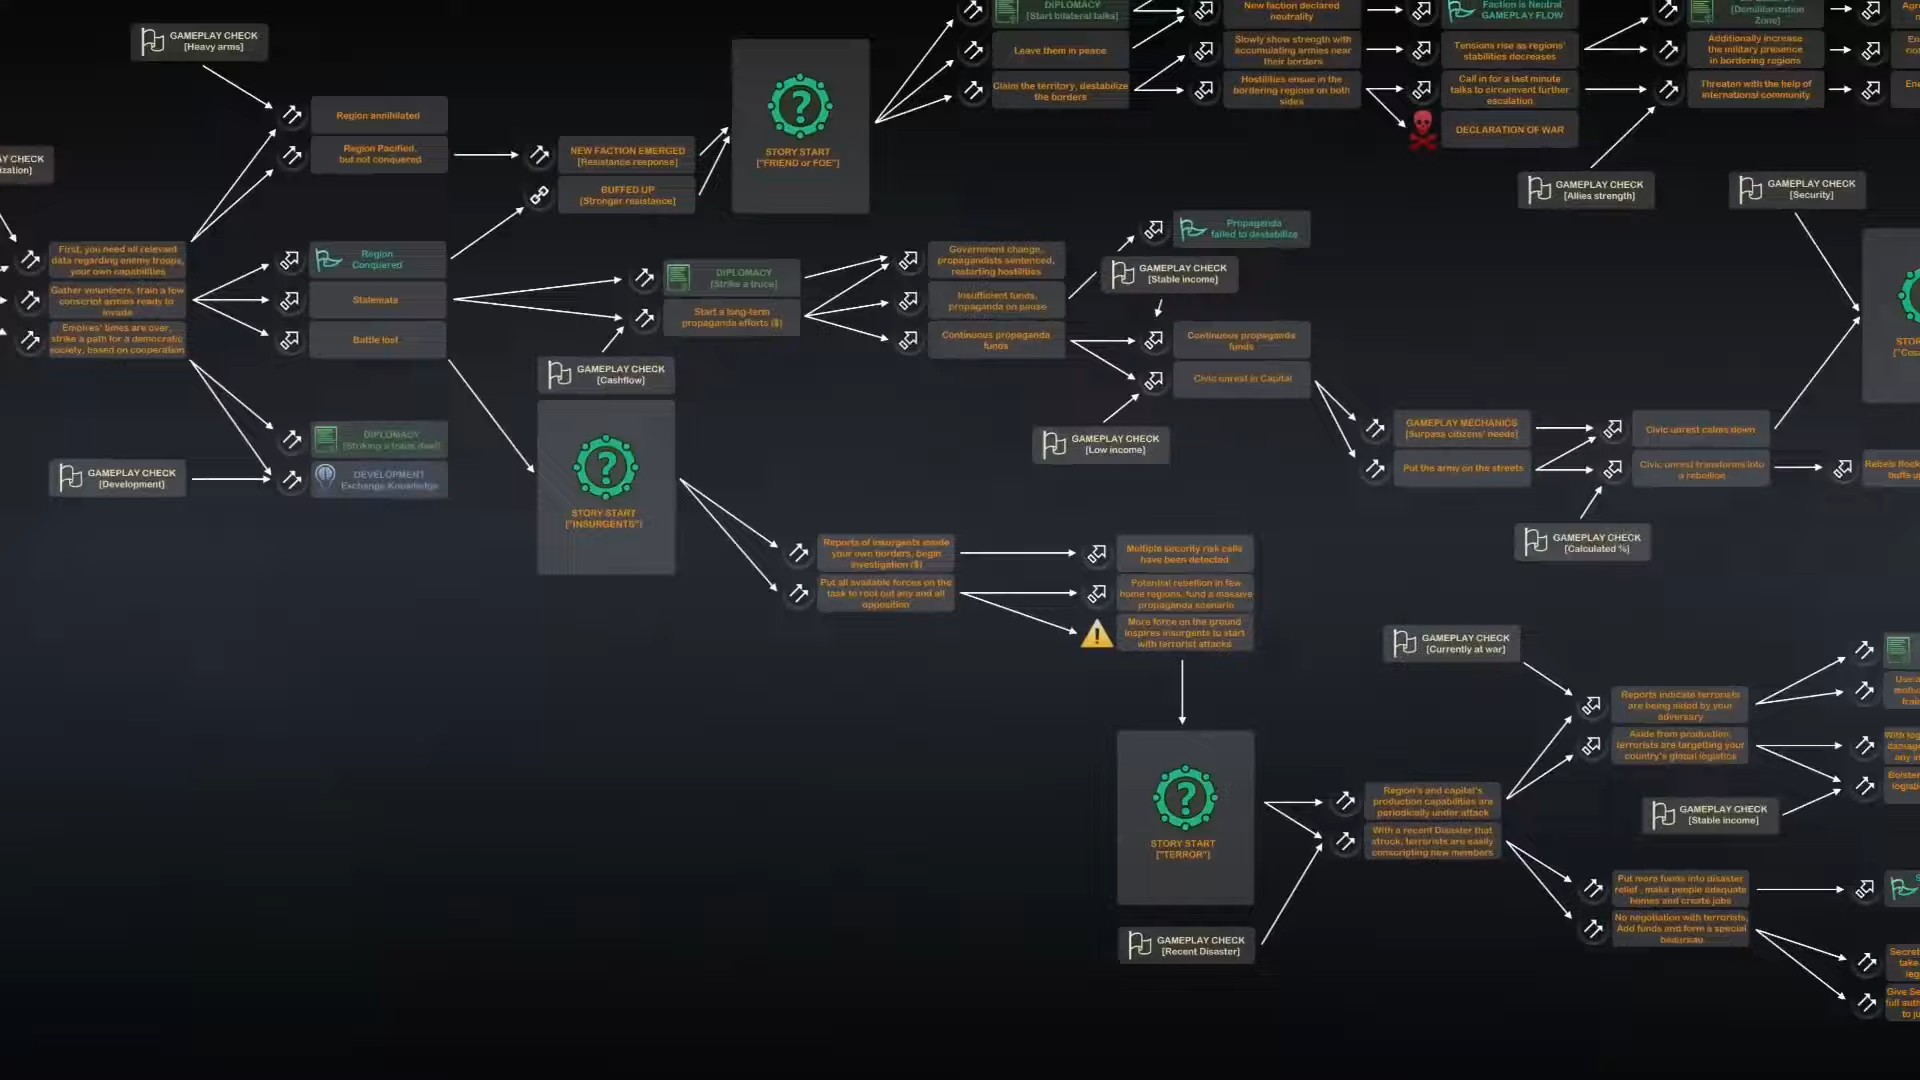 GAMEPLAY CHECK
[Heavy arms]
AY CHECK
ization]
Region annihilated
Region Pacified,
but not conquered
NEW FACTION EMERGED
[Resistance response]
BUFFED UP
[Stronger resistance]
STORY START
["FRIEND or FOE"]
DIPLOMACY
[Start bilateral talks]
Leave them in peace
Claim the territory, destabilize
the borders
New faction declared
neutrality
Slowly show strength with
accumulating armies near
their borders
Hostilities ensue in the
bordering regions on both
sides
Faction is Neutral
GAMEPLAY FLOW
Tensions rise as regions'
stabilities decreases
Call in for a last minute
talks to circumvent further
escalation
DECLARATION OF WAR
[Demilitarization
Zone]
Additionally increase
the military presence
in bordering regions
Threaten with the help of
international community
GAMEPLAY CHECK
[Allies strength]
GAMEPLAY CHECK
[Security]
First, you need all relevant
data regarding enemy troops,
your own capabilities
Gather volunteers, train a few
conscript armies ready to
invade
Empires' times are over,
strike a path for a democratic
society, based on cooperation
Region
Conquered
Stalemate
Battle lost
DIPLOMACY
[Strike a truce]
Start a long-term
propaganda efforts ($)
GAMEPLAY CHECK
[Cashflow]
Government change,
propagandists sentenced,
restarting hostilities
Insufficient funds,
propaganda on pause
Continuous propaganda
funds
Propaganda
failed to destabilize
GAMEPLAY CHECK
[Stable income]
Continuous propaganda
funds
Civic unrest in Capital
GAMEPLAY CHECK
[Low income]
GAMEPLAY MECHANICS
[Surpass citizens' needs]
Put the army on the streets
Civic unrest calms down
Civic unrest transforms into
a rebellion
GAMEPLAY CHECK
[Calculated %]
DIPLOMACY
[Striking a trade deal]
DEVELOPMENT
Exchange Knowledge
GAMEPLAY CHECK
[Development]
STORY START
["INSURGENTS"]
Reports of insurgents inside
your own borders, begin
investigation ($)
Put all available forces on the
task to root out any and all
opposition
Multiple security risk cells
have been detected
Potential rebellion in few
home regions, fund a massive
propaganda scenario
More force on the ground
inspires insurgents to start
with terrorist attacks
STORY START
["TERROR"]
GAMEPLAY CHECK
[Recent Disaster]
Region's and capital's
production capabilities are
periodically under attack
With a recent Disaster that
struck, terrorists are easily
conscripting new members
GAMEPLAY CHECK
[Currently at war]
Reports indicate terrorists
are being aided by your
adversary
Aside from production,
terrorists are targetting your
country's global logistics
GAMEPLAY CHECK
[Stable income]
Put more funds into disaster
relief , make people adequate
homes and create jobs
No negotiation with terrorists,
Add funds and form a special
beaureau